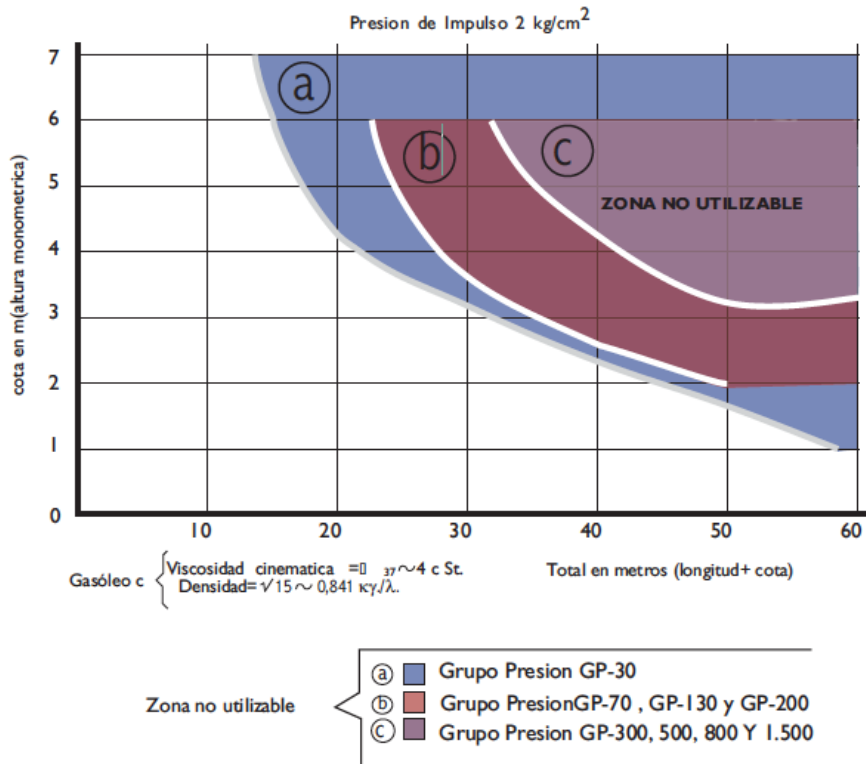 Presion de Impulso 2 kg/cm²
cota en m(altura monometrica)
7
6
5
4
3
2
1
0
a
b
c
ZONA NO UTILIZABLE
10 20 30 40 50 60
Total en metros (longitud+ cota)
Gasóleo c { Viscosidad cinematica =▯ 37~4 c St.
Densidad=√15~ 0,841 κγ/λ.
Zona no utilizable
a Grupo Presion GP-30
b Grupo PresionGP-70 , GP-130 y GP-200
c Grupo Presion GP-300, 500, 800 Y 1.500